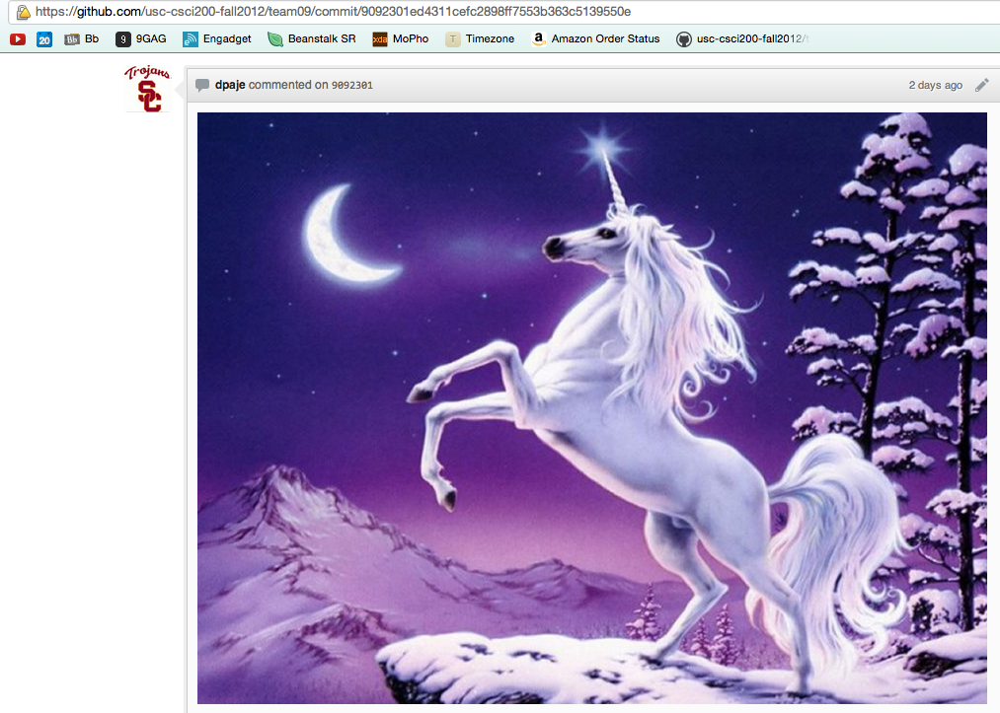 https://github.com/usc-csci200-fall2012/team09/commit/9092301ed4311cefc2898ff7553b363c5139550e
20 Bb Bb 9 9GAG Engadget Beanstalk SR xda MoPho T Timezone a Amazon Order Status usc-csci200-fall2012/
Trojans
SC
dpaje commented on 9092301 2 days ago